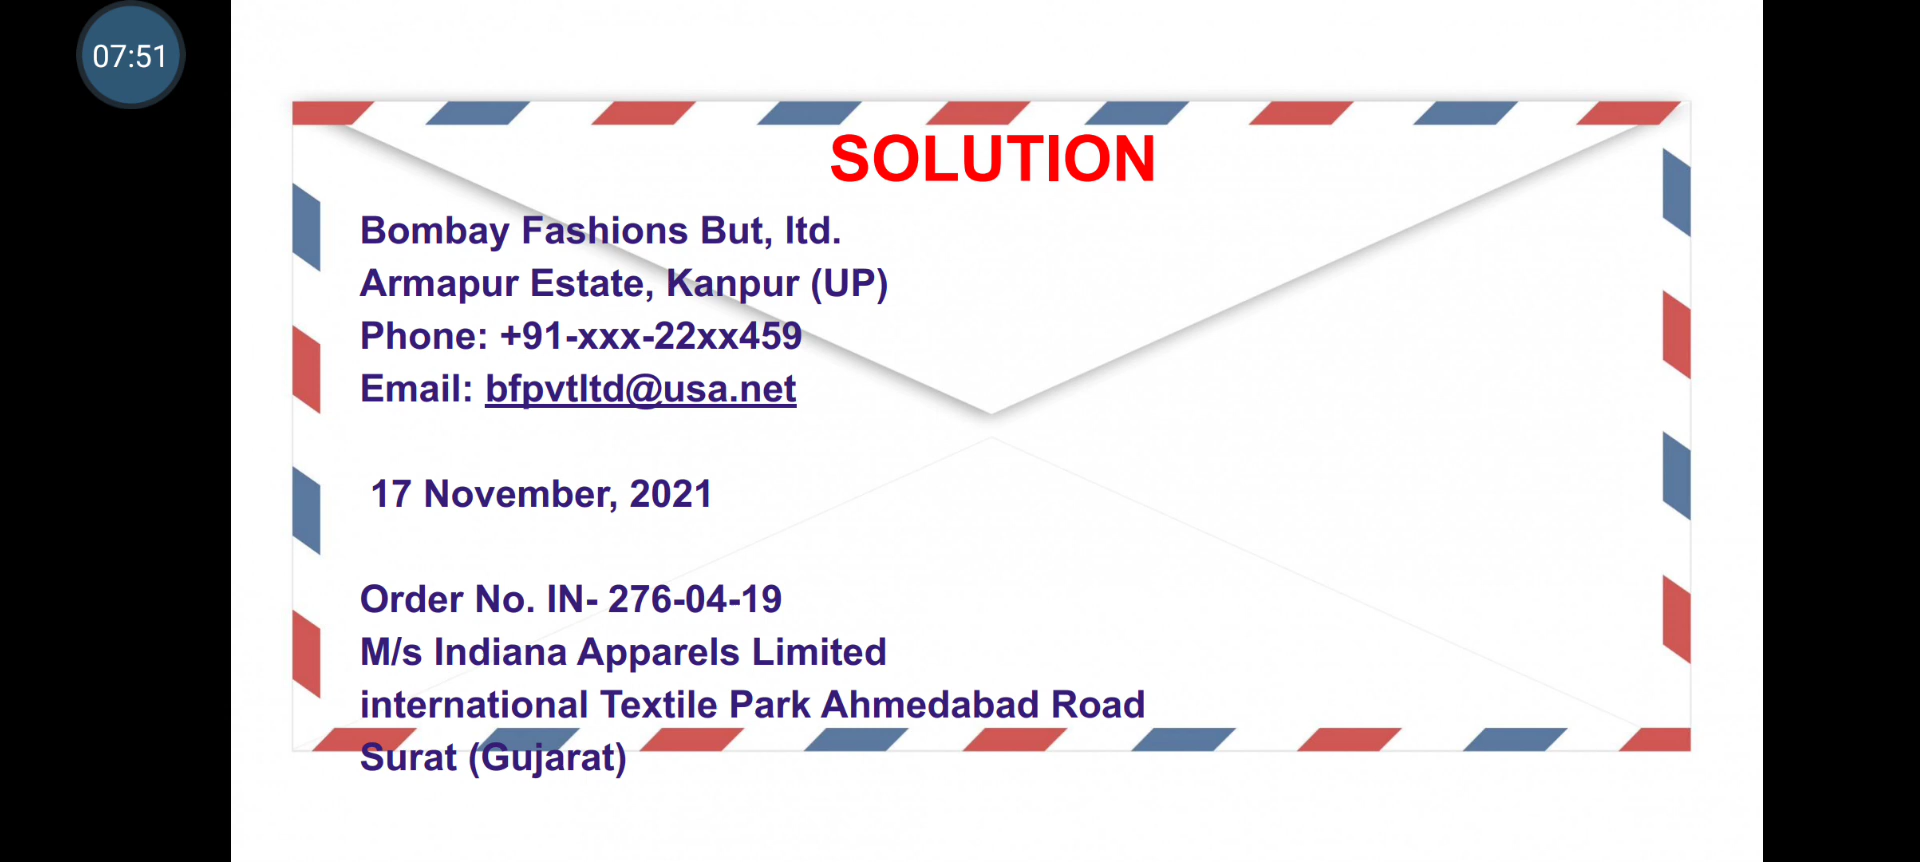 07:51
SOLUTION
Bombay Fashions But, ltd.
Armapur Estate, Kanpur (UP)
Phone: +91-xxx-22xx459
Email: bfpvtltd@usa.net
17 November, 2021
Order No. IN- 276-04-19
M/s Indiana Apparels Limited
international Textile Park Ahmedabad Road
Surat (Gujarat)